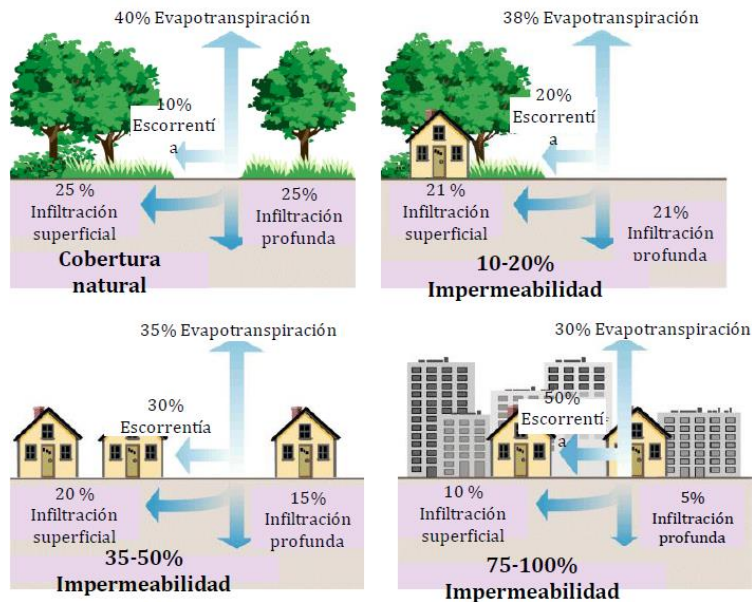 40% Evapotranspiración
10%
Escorrentí
a
25 %
Infiltración
superficial
25%
Infiltración
profunda
Cobertura
natural
38% Evapotranspiración
20%
Escorrentí
a
21 %
Infiltración
superficial
21%
Infiltración
profunda
10-20%
Impermeabilidad
35% Evapotranspiración
30%
Escorrentía
20 %
Infiltración
superficial
15%
Infiltración
profunda
35-50%
Impermeabilidad
30% Evapotranspiración
50%
Escorrentí
a
10 %
Infiltración
superficial
5%
Infiltración
profunda
75-100%
Impermeabilidad